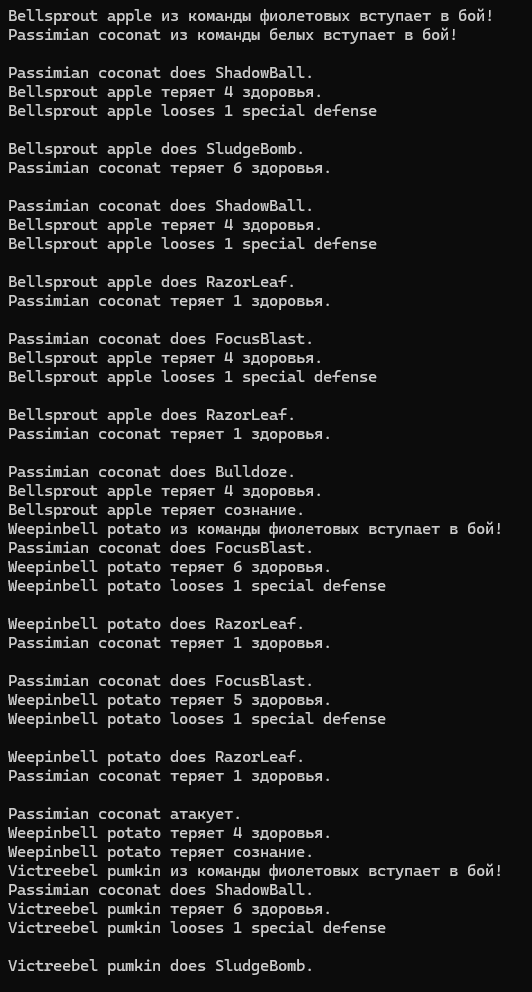 Bellsprout apple из команды фиолетовых вступает в бой!
Passimian coconat из команды белых вступает в бой!
Passimian coconat does ShadowBall.
Bellsprout apple теряет 4 здоровья.
Bellsprout apple looses 1 special defense
Bellsprout apple does SludgeBomb.
Passimian coconat теряет 6 здоровья.
Passimian coconat does ShadowBall.
Bellsprout apple теряет 4 здоровья.
Bellsprout apple looses 1 special defense
Bellsprout apple does RazorLeaf.
Passimian coconat теряет 1 здоровья.
Passimian coconat does FocusBlast.
Bellsprout apple теряет 4 здоровья.
Bellsprout apple looses 1 special defense
Bellsprout apple does RazorLeaf.
Passimian coconat теряет 1 здоровья.
Passimian coconat does Bulldoze.
Bellsprout apple теряет 4 здоровья.
Bellsprout apple теряет сознание.
Weepinbell potato из команды фиолетовых вступает в бой!
Passimian coconat does FocusBlast.
Weepinbell potato теряет 6 здоровья.
Weepinbell potato looses 1 special defense
Weepinbell potato does RazorLeaf.
Passimian coconat теряет 1 здоровья.
Passimian coconat does FocusBlast.
Weepinbell potato теряет 5 здоровья.
Weepinbell potato looses 1 special defense
Weepinbell potato does RazorLeaf.
Passimian coconat теряет 1 здоровья.
Passimian coconat атакует.
Weepinbell potato теряет 4 здоровья.
Weepinbell potato теряет сознание.
Victreebel pumkin из команды фиолетовых вступает в бой!
Passimian coconat does ShadowBall.
Victreebel pumkin теряет 6 здоровья.
Victreebel pumkin looses 1 special defense
Victreebel pumkin does SludgeBomb.